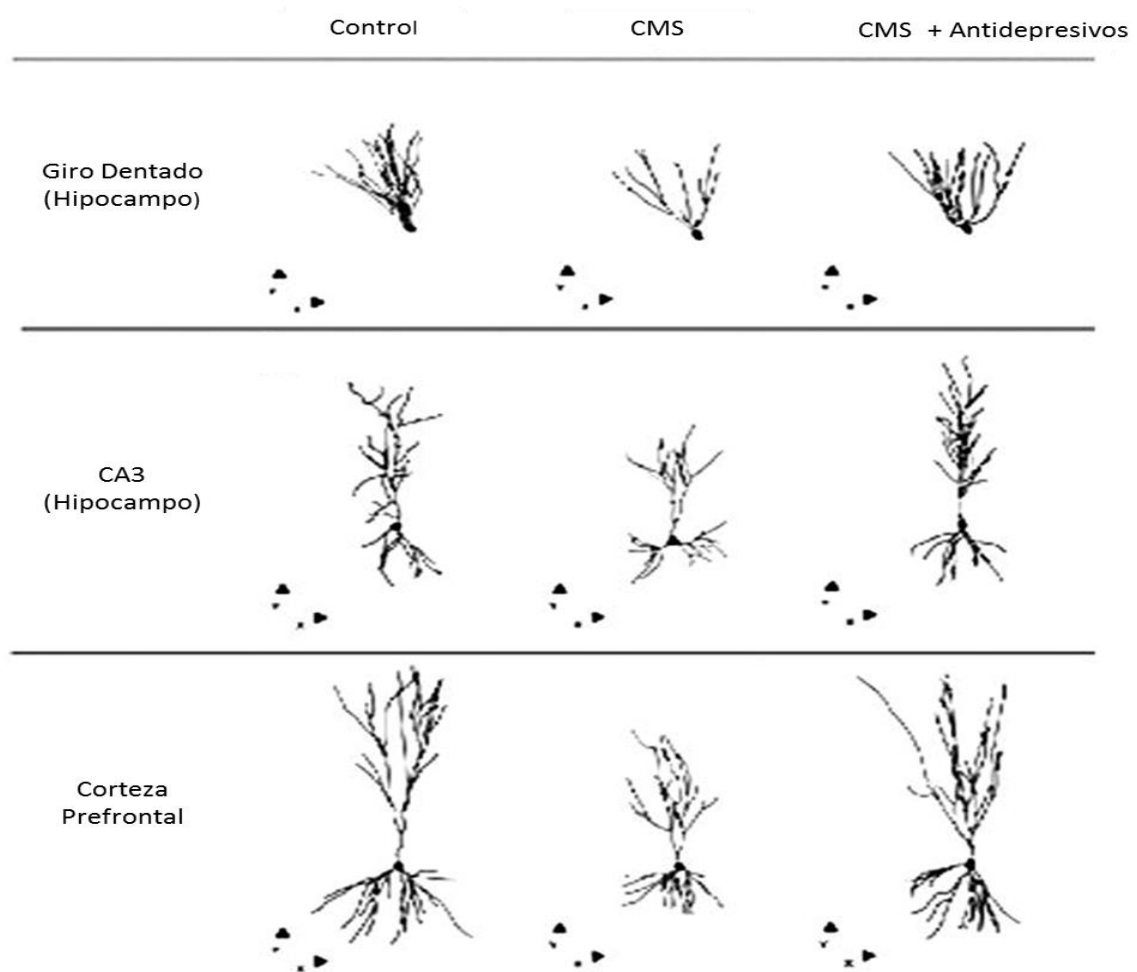 Control
CMS
CMS + Antidepresivos
Giro Dentado
(Hipocampo)
CA3
(Hipocampo)
Corteza
Prefrontal